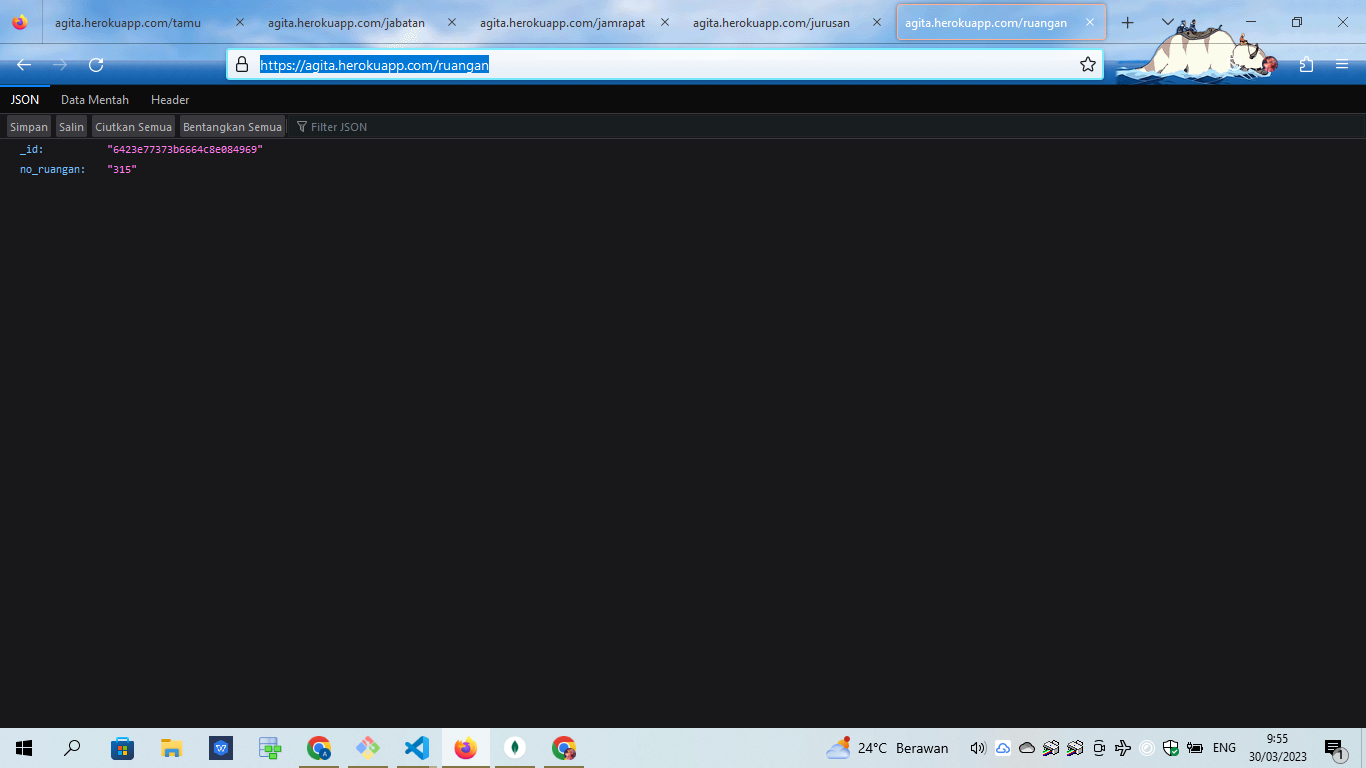 agita.herokuapp.com/tamu agita.herokuapp.com/jabatan agita.herokuapp.com/jamrapat agita.herokuapp.com/jurusan agita.herokuapp.com/ruangan
https://agita.herokuapp.com/ruangan
JSON Data Mentah Header
Simpan Salin Ciutkan Semua Bentangkan Semua Filter JSON
_id: "6423e77373b6664c8e084969"
no_ruangan: "315"
24°C Berawan ENG 9:55
30/03/2023 1